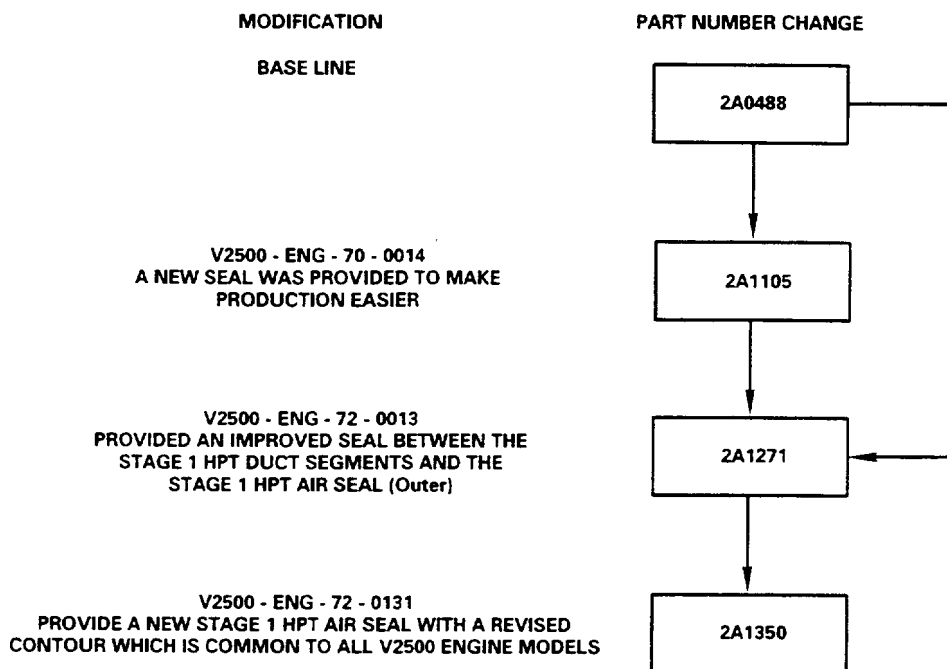 MODIFICATION
PART NUMBER CHANGE
BASE LINE
2A0488
V2500 - ENG - 70 - 0014
A NEW SEAL WAS PROVIDED TO MAKE
PRODUCTION EASIER
2A1105
V2500 - ENG - 72 - 0013
PROVIDED AN IMPROVED SEAL BETWEEN THE
STAGE 1 HPT DUCT SEGMENTS AND THE
STAGE 1 HPT AIR SEAL (Outer)
2A1271
V2500 - ENG - 72 - 0131
PROVIDE A NEW STAGE 1 HPT AIR SEAL WITH A REVISED
CONTOUR WHICH IS COMMON TO ALL V2500 ENGINE MODELS
2A1350